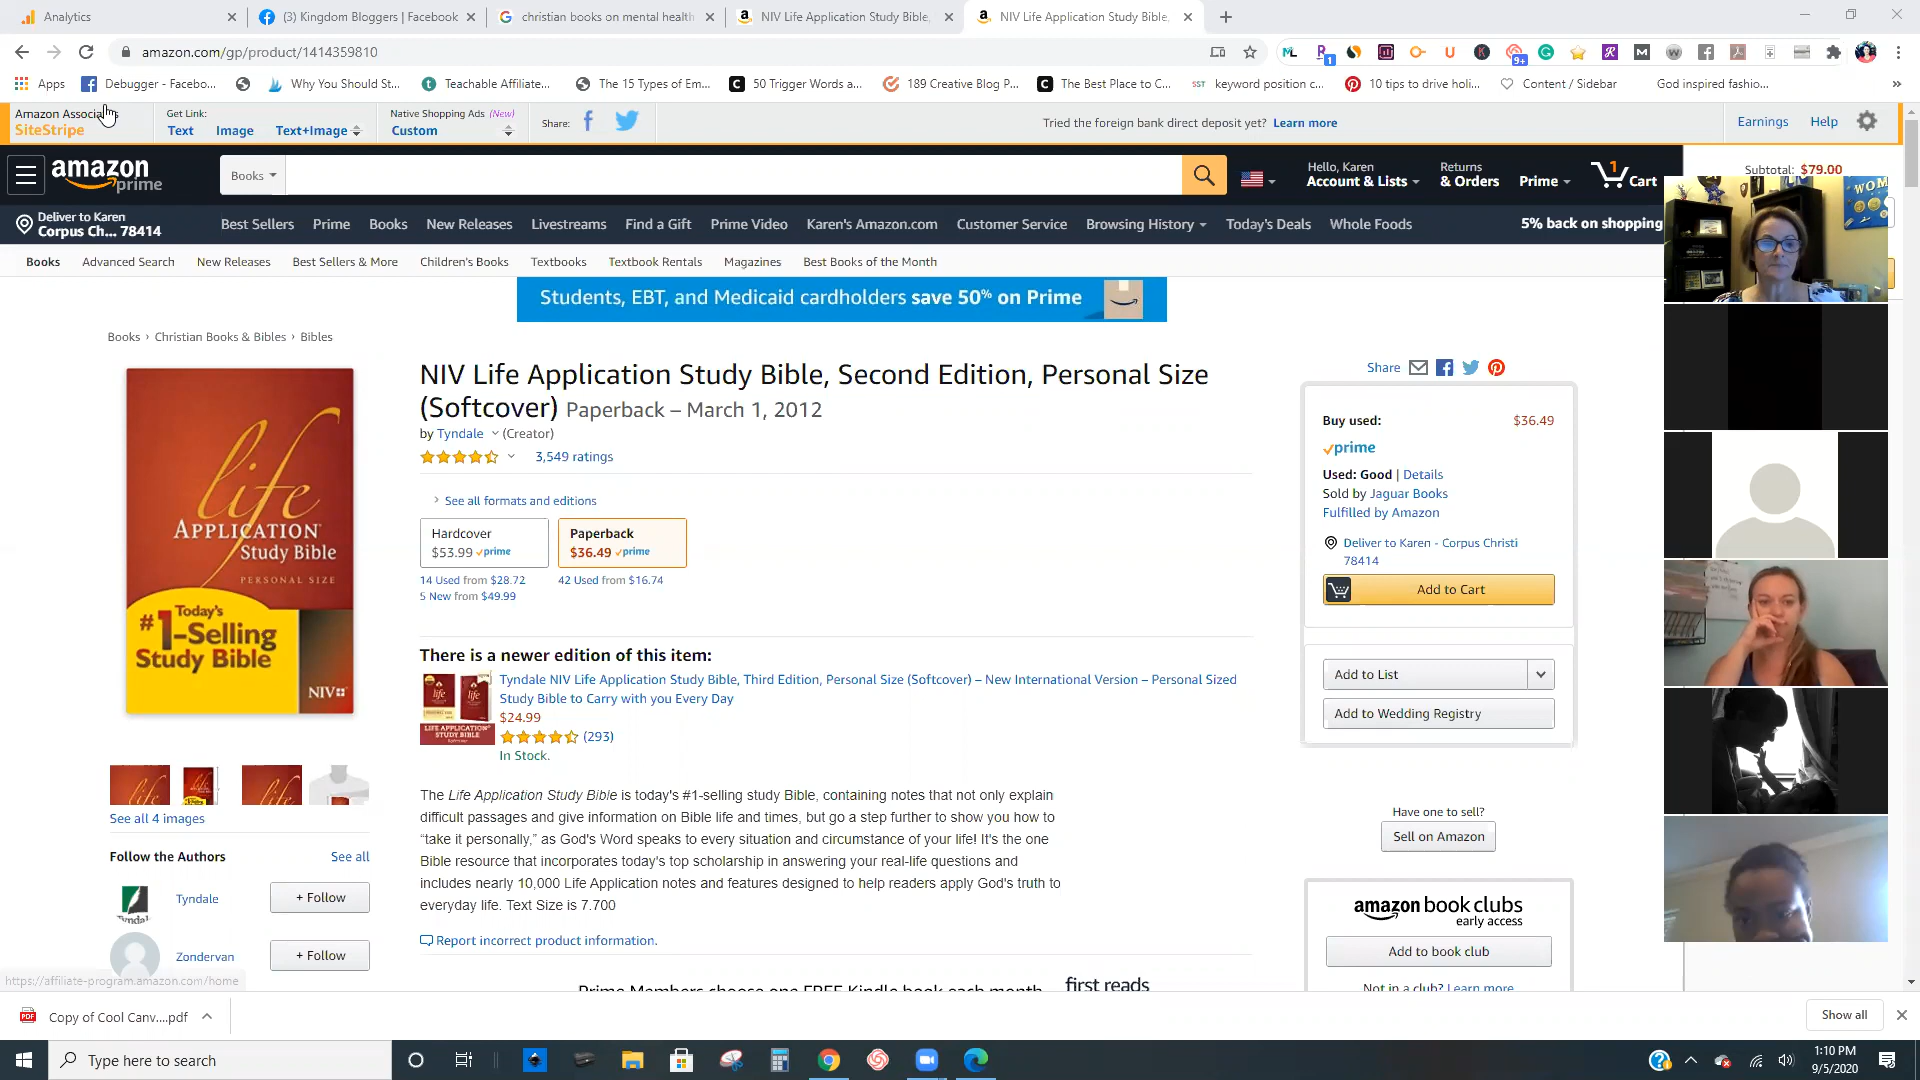 Analytics
(3) Kingdom Bloggers | Facebook
christian books on mental health
NIV Life Application Study Bible,
NIV Life Application Study Bible,
amazon.com/gp/product/1414359810
Apps
Debugger - Facebo...
Why You Should St...
Teachable Affiliate...
The 15 Types of Em...
50 Trigger Words a...
189 Creative Blog P...
The Best Place to C...
keyword position c...
10 tips to drive holi...
Content / Sidebar
God inspired fashio...
Amazon Associates
SiteStripe
Get Link:
Text
Image
Text+Image
Native Shopping Ads (New)
Custom
Share:
Tried the foreign bank direct deposit yet? Learn more
Earnings
Help
amazon prime
Books
Hello, Karen
Account & Lists
Returns
& Orders
Prime
1
Cart
Subtotal: $79.00
Deliver to Karen
Corpus Ch... 78414
Best Sellers
Prime
Books
New Releases
Livestreams
Find a Gift
Prime Video
Karen's Amazon.com
Customer Service
Browsing History
Today's Deals
Whole Foods
5% back on shopping
Books
Advanced Search
New Releases
Best Sellers & More
Children's Books
Textbooks
Textbook Rentals
Magazines
Best Books of the Month
Students, EBT, and Medicaid cardholders save 50% on Prime
Books › Christian Books & Bibles › Bibles
life
APPLICATION
Study Bible
PERSONAL SIZE
Today's
#1-Selling
Study Bible
NIV
NIV Life Application Study Bible, Second Edition, Personal Size
(Softcover) Paperback – March 1, 2012
by Tyndale (Creator)
3,549 ratings
See all formats and editions
Hardcover
$53.99 prime
Paperback
$36.49 prime
14 Used from $28.72
5 New from $49.99
42 Used from $16.74
There is a newer edition of this item:
Tyndale NIV Life Application Study Bible, Third Edition, Personal Size (Softcover) – New International Version – Personal Sized
Study Bible to Carry with you Every Day
$24.99
(293)
In Stock.
The Life Application Study Bible is today's #1-selling study Bible, containing notes that not only explain
difficult passages and give information on Bible life and times, but go a step further to show you how to
“take it personally,” as God's Word speaks to every situation and circumstance of your life! It's the one
Bible resource that incorporates today's top scholarship in answering your real-life questions and
includes nearly 10,000 Life Application notes and features designed to help readers apply God's truth to
everyday life. Text Size is 7.700
Report incorrect product information.
Prime Members choose one FREE Kindle book each month
first reads
See all 4 images
Follow the Authors
See all
Tyndale
+ Follow
Zondervan
+ Follow
Share
Buy used:
$36.49
prime
Used: Good | Details
Sold by Jaguar Books
Fulfilled by Amazon
Deliver to Karen - Corpus Christi
78414
Add to Cart
Add to List
Add to Wedding Registry
Have one to sell?
Sell on Amazon
amazon book clubs
early access
Add to book club
Not in a club? Learn more
WOM
https://affiliate-program.amazon.com/home
Copy of Cool Canv....pdf
Show all
Type here to search
1:10 PM
9/5/2020